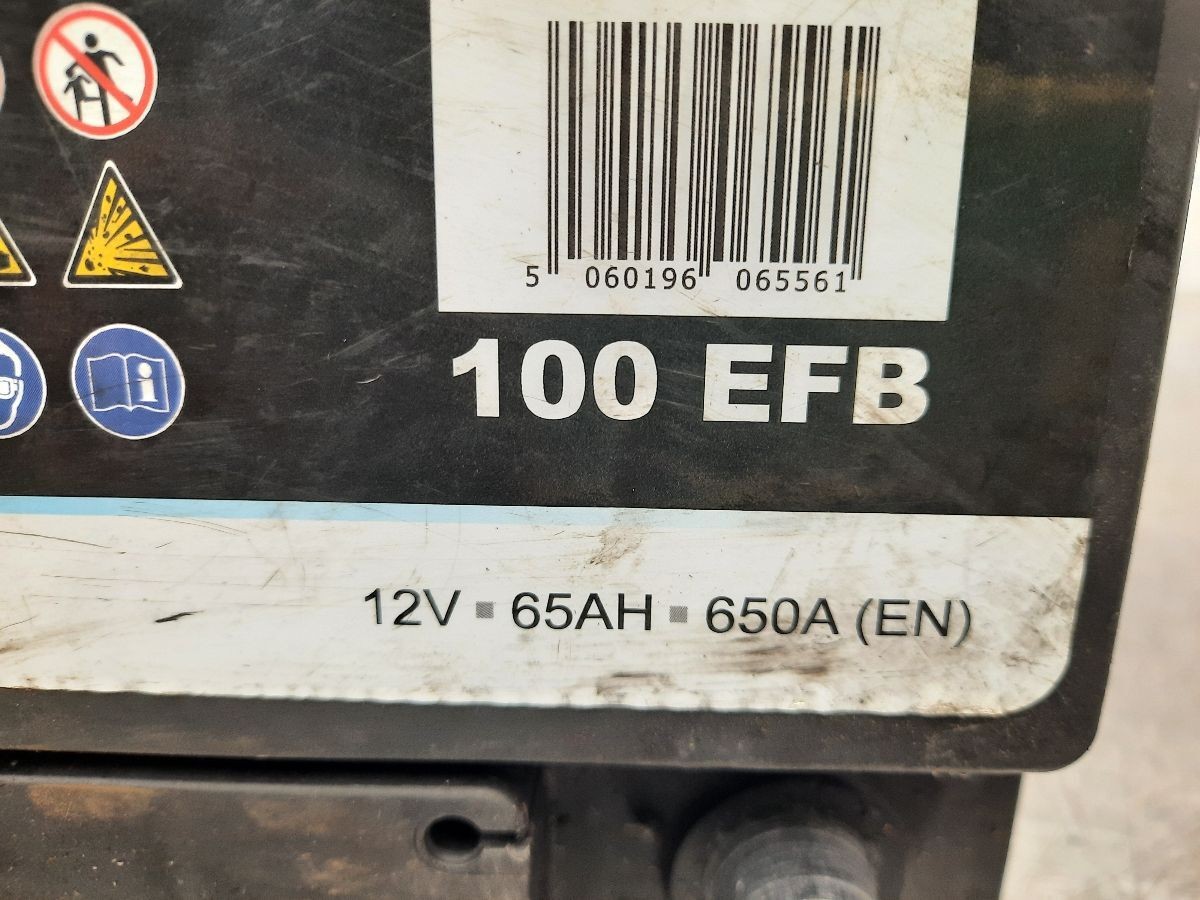 5 060196 065561
100 EFB
12V ▪ 65AH ▪ 650A (EN)